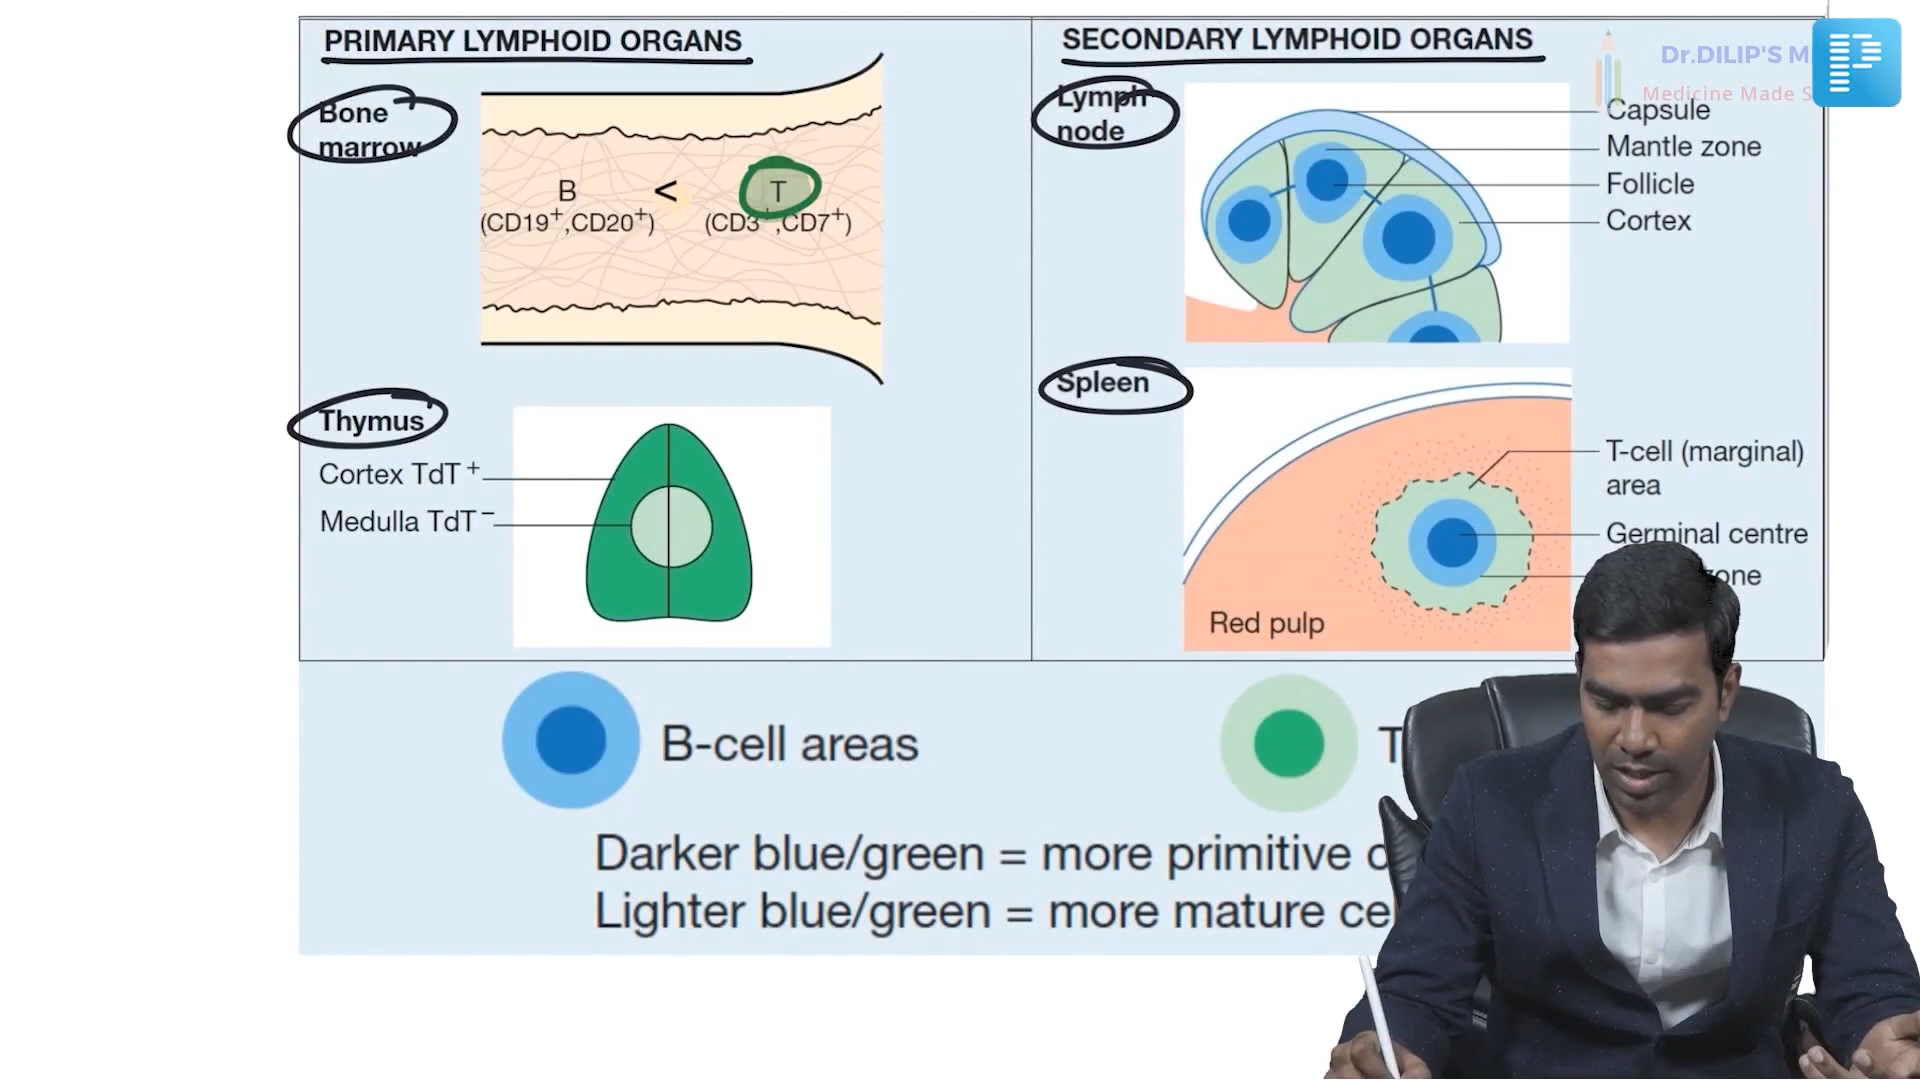 PRIMARY LYMPHOID ORGANS
Bone
marrow
B < T
(CD19⁺,CD20⁺) (CD3⁺,CD7⁺)
Thymus
Cortex TdT⁺
Medulla TdT⁻
SECONDARY LYMPHOID ORGANS
Dr.DILIP'S
Medicine Made
Lymph
node
Capsule
Mantle zone
Follicle
Cortex
Spleen
T-cell (marginal)
area
Germinal centre
zone
Red pulp
B-cell areas
T
Darker blue/green = more primitive
Lighter blue/green = more mature